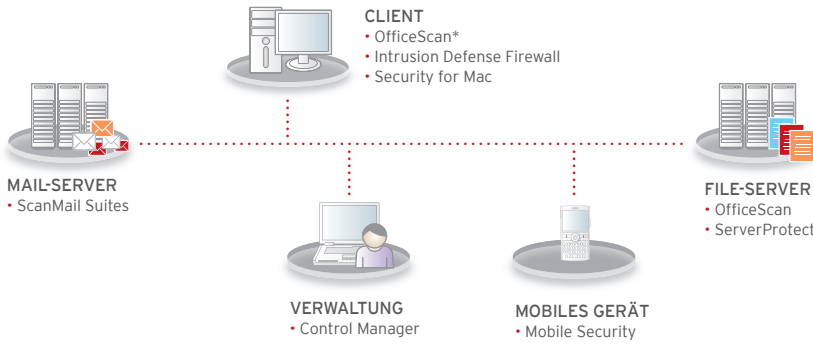 CLIENT
• OfficeScan*
• Intrusion Defense Firewall
• Security for Mac
MAIL-SERVER
• ScanMail Suites
FILE-SERVER
• OfficeScan
• ServerProtect
VERWALTUNG
• Control Manager
MOBILES GERÄT
• Mobile Security